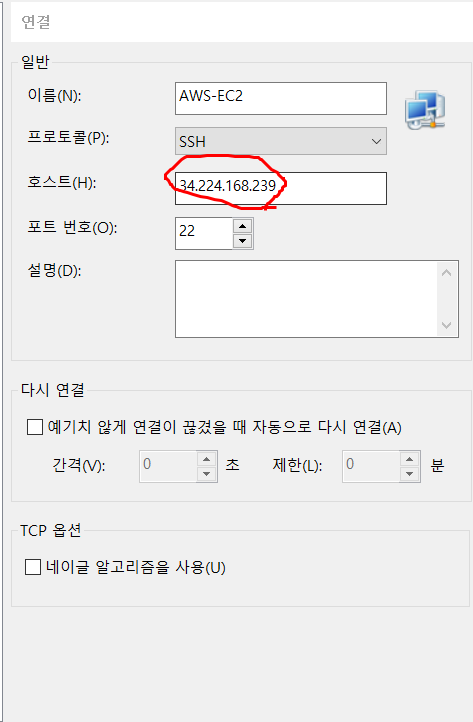 연결
일반
이름(N): AWS-EC2
프로토콜(P): SSH
호스트(H): 34.224.168.239
포트 번호(O): 22
설명(D):
다시 연결
예기치 않게 연결이 끊겼을 때 자동으로 다시 연결(A)
간격(V): 0 초 제한(L): 0 분
TCP 옵션
네이글 알고리즘을 사용(U)